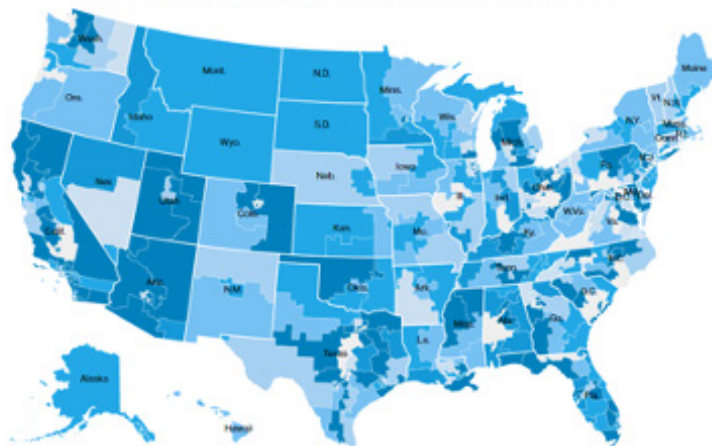 Wash.
Mont.
N.D.
Minn.
Maine
Ore.
Idaho
S.D.
Wis.
Mich.
N.Y.
Vt.
N.H.
Mass.
Conn.
R.I.
Wyo.
Neb.
Iowa
Pa.
N.J.
Nev.
Utah
Colo.
Ill.
Ind.
Ohio
Md.
Del.
Calif.
Kan.
Mo.
Ky.
W.Va.
Va.
Ariz.
N.M.
Okla.
Ark.
Tenn.
N.C.
S.C.
Texas
La.
Miss.
Ala.
Ga.
Alaska
Hawaii
Fla.